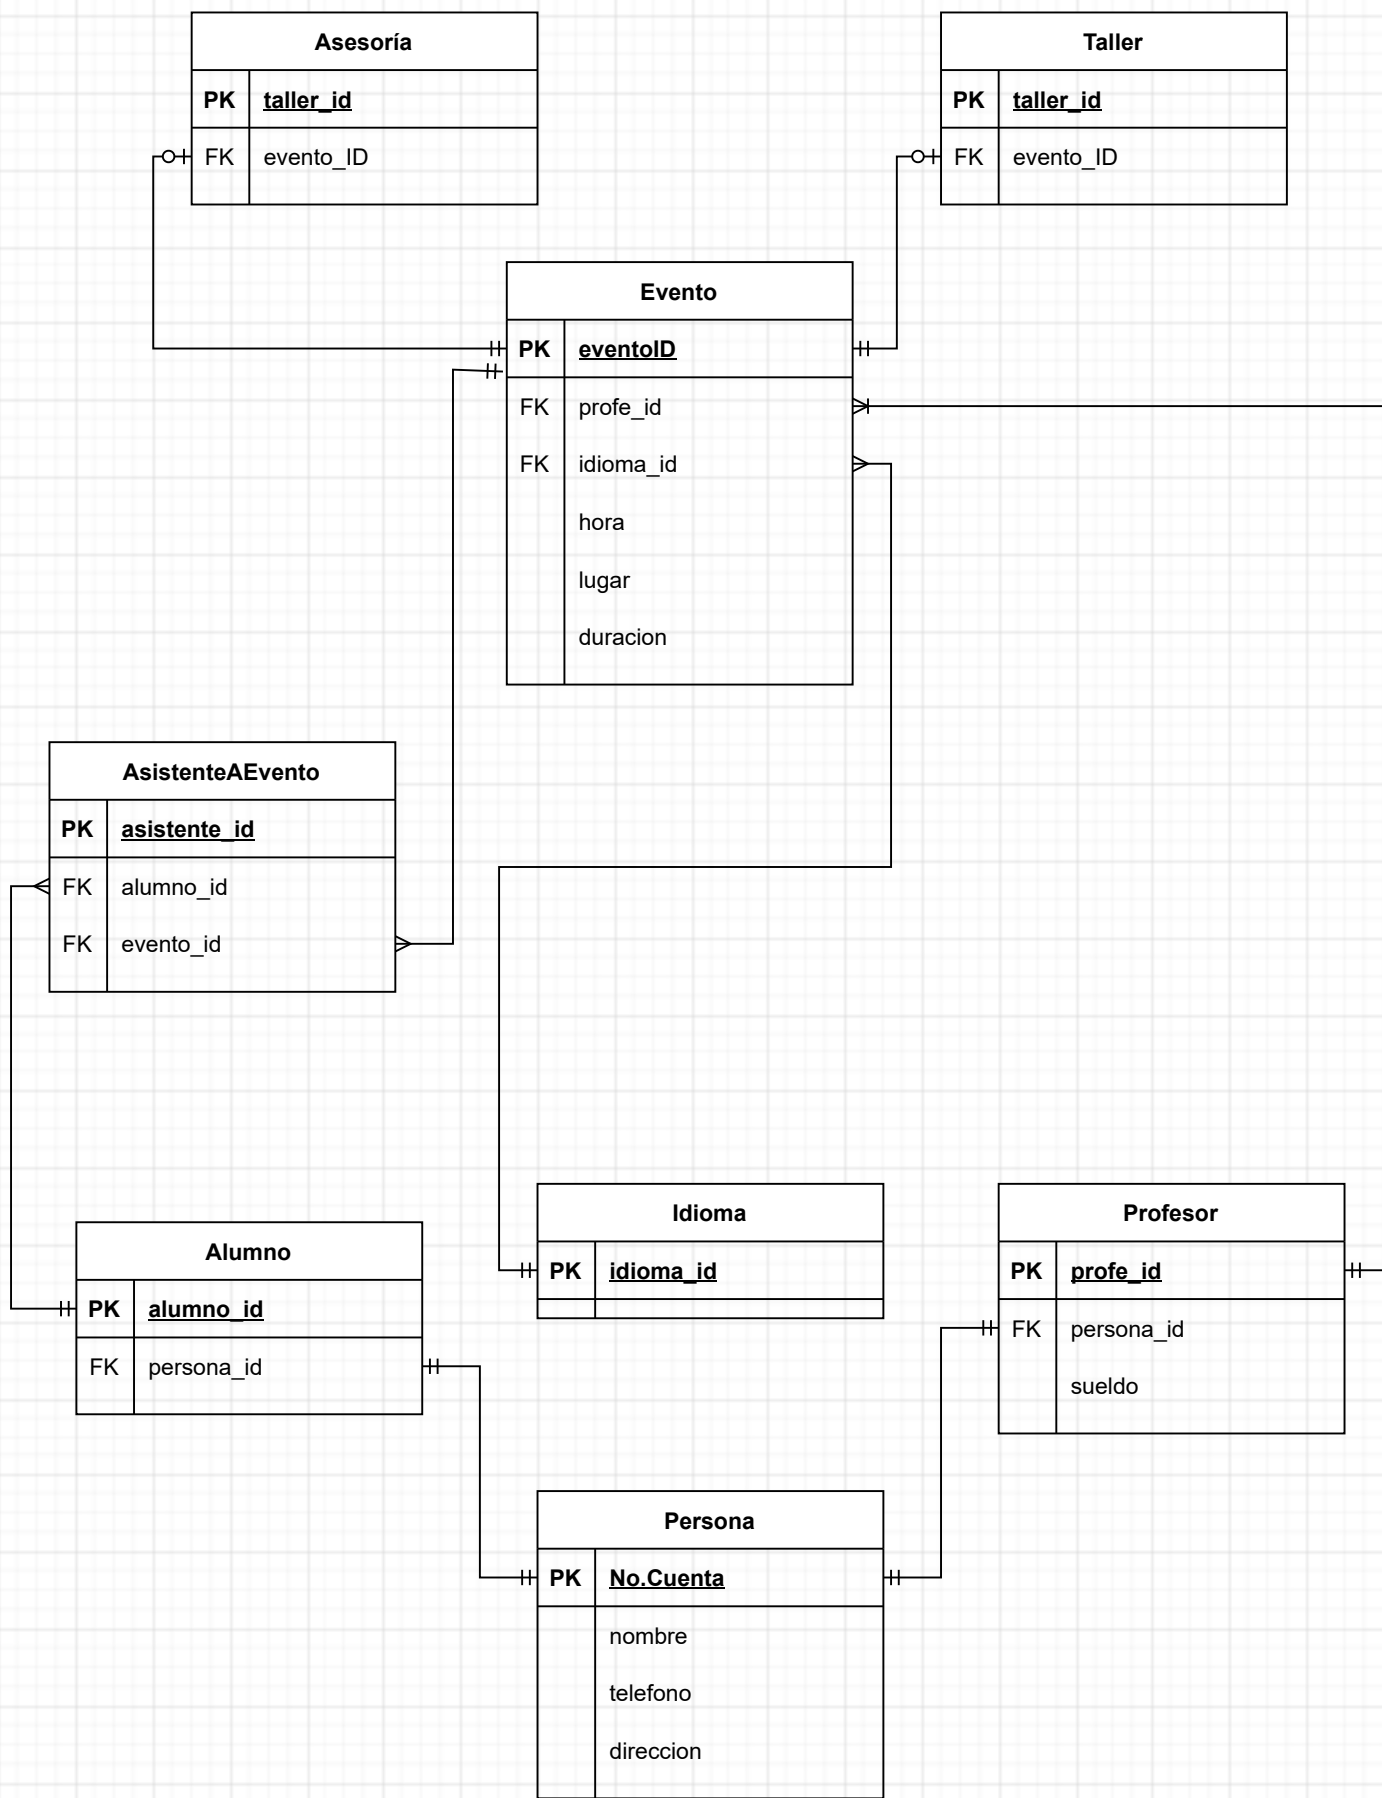 Asesoría
PK taller_id
FK evento_ID
Taller
PK taller_id
FK evento_ID
Evento
PK eventoID
FK profe_id
FK idioma_id
hora
lugar
duracion
AsistenteAEvento
PK asistente_id
FK alumno_id
FK evento_id
Alumno
PK alumno_id
FK persona_id
Idioma
PK idioma_id
Profesor
PK profe_id
FK persona_id
sueldo
Persona
PK No.Cuenta
nombre
telefono
direccion